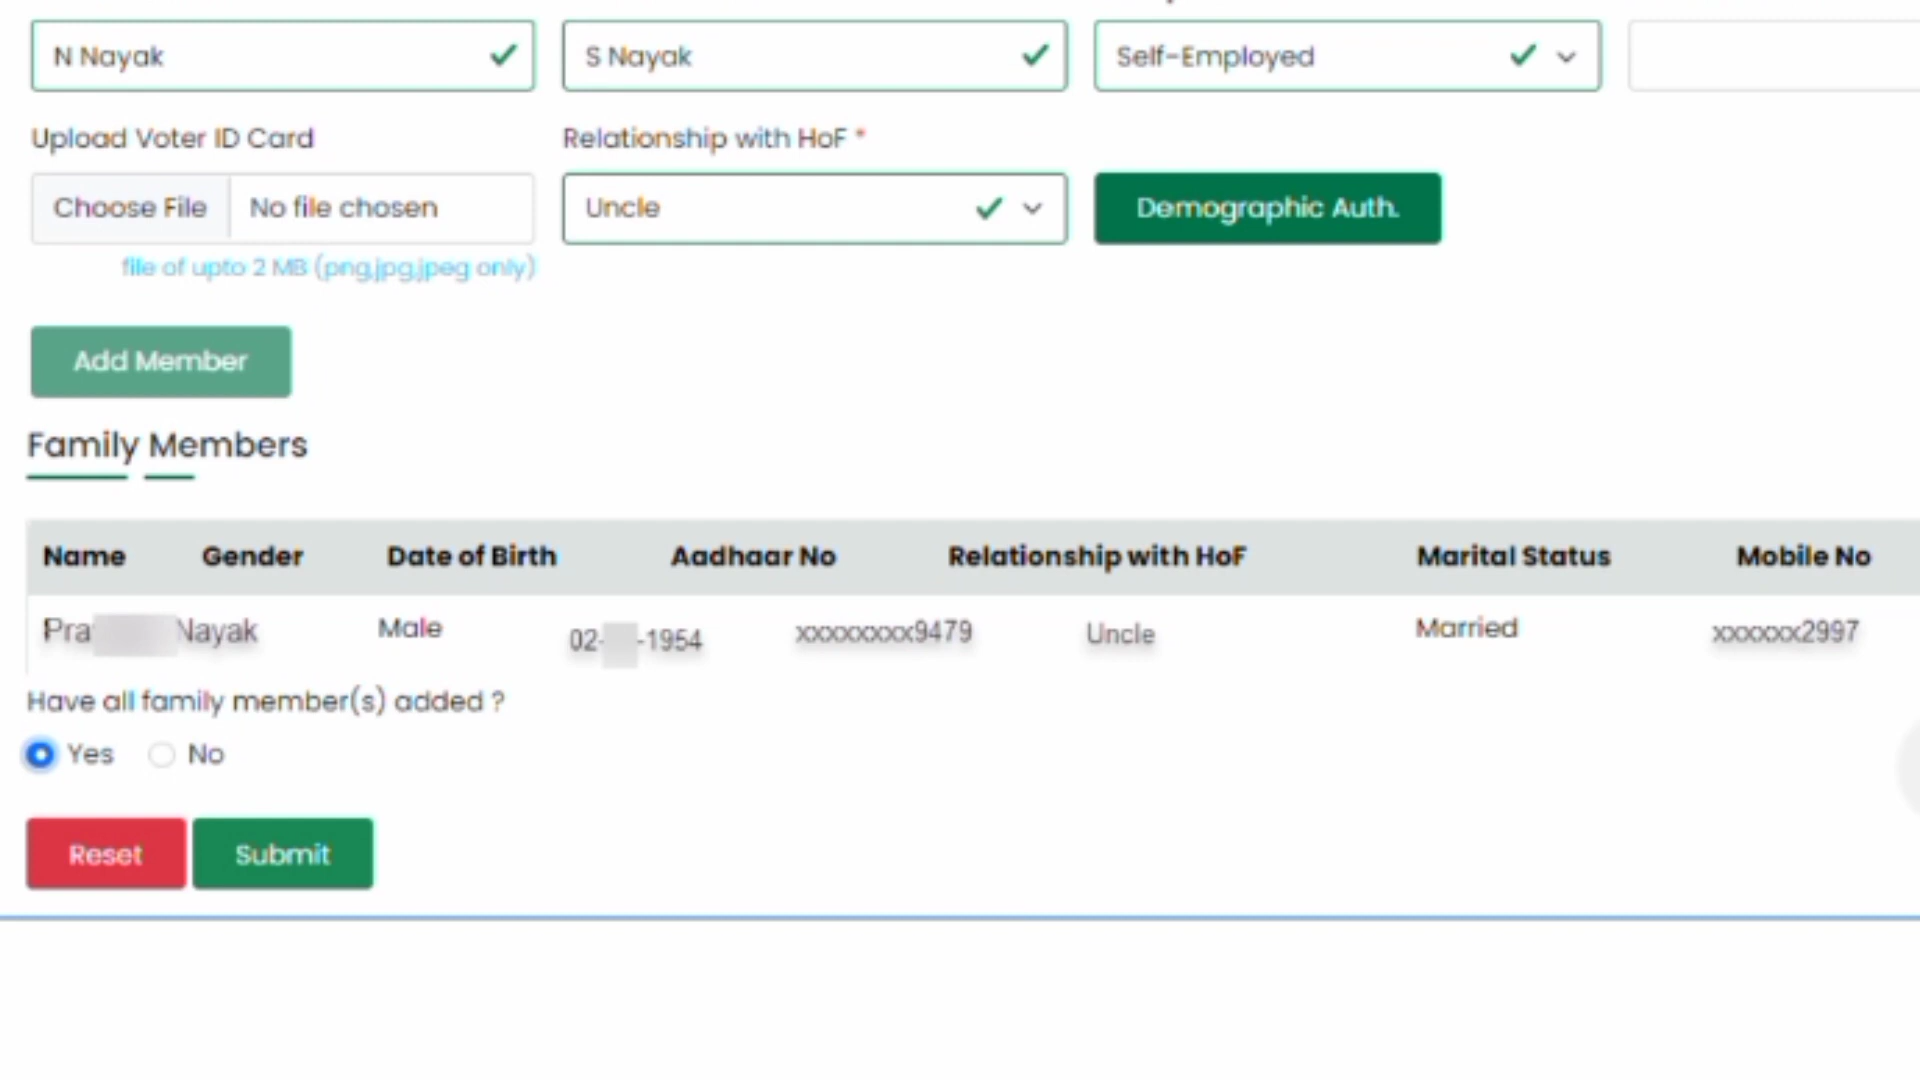 N Nayak S Nayak Self-Employed
Upload Voter ID Card Relationship with HoF *
Choose File No file chosen Uncle Demographic Auth.
file of upto 2 MB (png,jpg,jpeg only)
Add Member
Family Members
Name Gender Date of Birth Aadhaar No Relationship with HoF Marital Status Mobile No
Pra Nayak Male 02- -1954 xxxxxxxx9479 Uncle Married xxxxxx2997
Have all family member(s) added ?
Yes No
Reset Submit